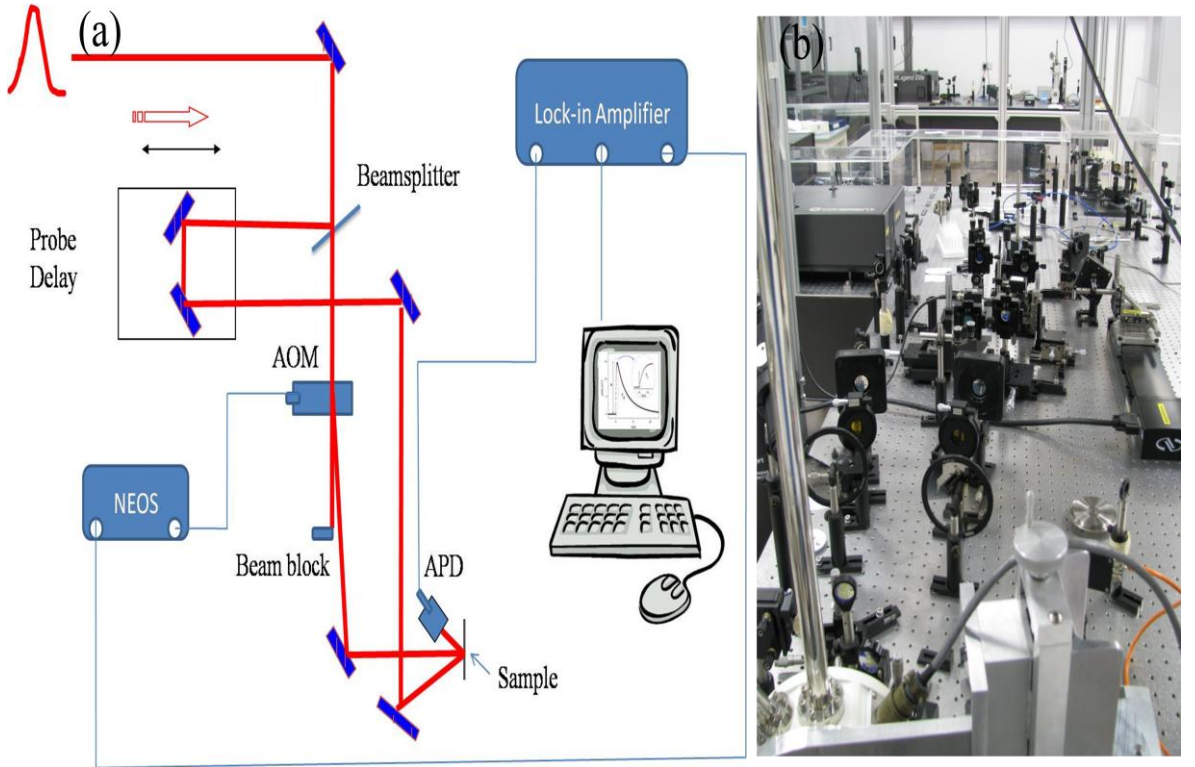 (a)
Lock-in Amplifier
Beamsplitter
Probe
Delay
AOM
NEOS
Beam block
APD
Sample
(b)